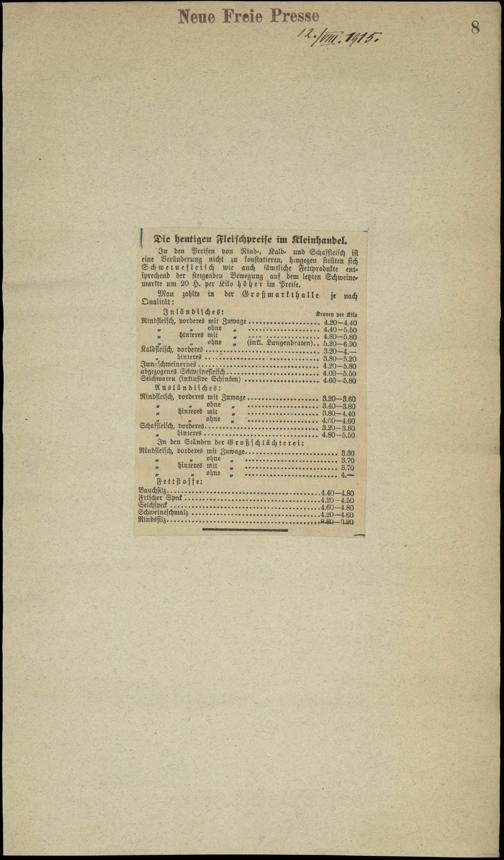 Neue Freie Presse
12./VIII. 1915.
8
Die heutigen Fleischpreise im Kleinhandel.
In den Preisen von Rind-, Kalb- und Schaffleisch ist
eine Veränderung nicht zu konstatieren, hingegen stellten sich
Schweinefleisch wie auch sämtliche Fettprodukte ent-
sprechend der steigenden Bewegung auf dem letzten Schweine-
markte um 20 H. per Kilo höher im Preise.
Man zahlte in der Großmarkthalle je nach
Qualität:
Inländisches: Kronen per Kilo
Rindfleisch, vorderes mit Zuwage 4.20—4.40
„ „ ohne „ 4.40—5.50
„ hinteres mit „ 4.80—5.80
„ „ ohne „ (inkl. Lungenbraten) 5.20—6.90
Kalbfleisch, vorderes 3.20—4.—
„ hinteres 3.80—5.20
Jungschweinernes 4.20—5.80
abgezogenes Schweinefleisch 4.00—5.50
Selchwaren (inklusive Schinken) 4.60—5.80
Ausländisches:
Rindfleisch, vorderes mit Zuwage 3.20—3.60
„ „ ohne „ 3.40—3.80
„ hinteres mit „ 3.80—4.40
„ „ ohne „ 4.00—4.60
Schaffleisch, vorderes 3.20—3.80
„ hinteres 4.80—5.50
In den Ständen der Großschlächterei:
Rindfleisch, vorderes mit Zuwage 3.30
„ „ ohne „ 3.70
„ hinteres mit „ 3.70
„ „ ohne „ 4.—
Fettstoffe:
Bauchfilz 4.40—4.80
Frischer Speck 4.20—4.50
Selchspeck 4.60—4.80
Schweineschmalz 4.20—4.60
Rindsfilz